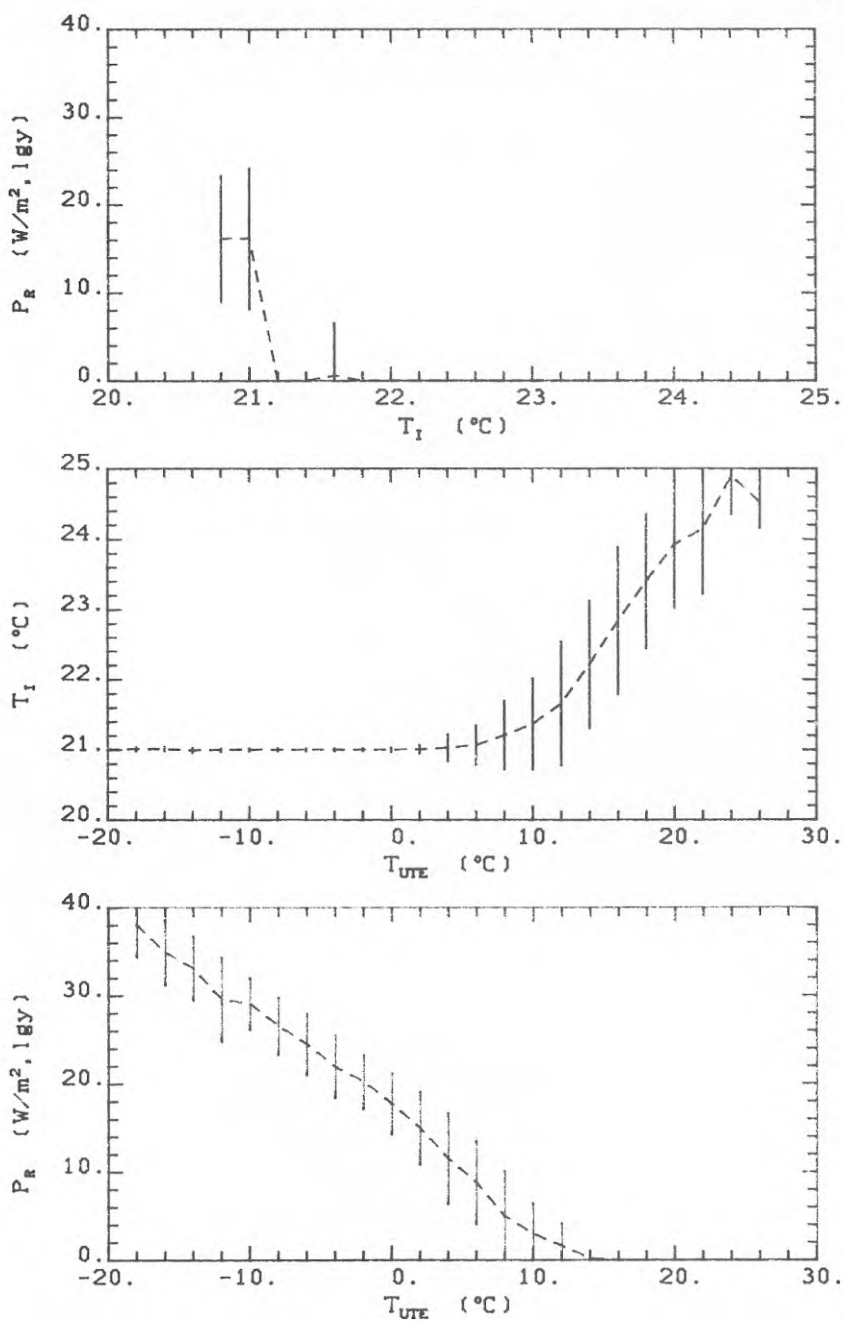 40.
30.
20.
10.
0.
P_R (W/m², lgy)
20. 21. 22. 23. 24. 25.
T_I (°C)
25.
24.
23.
22.
21.
20.
T_I (°C)
-20. -10. 0. 10. 20. 30.
T_UTE (°C)
40.
30.
20.
10.
0.
P_R (W/m², lgy)
-20. -10. 0. 10. 20. 30.
T_UTE (°C)